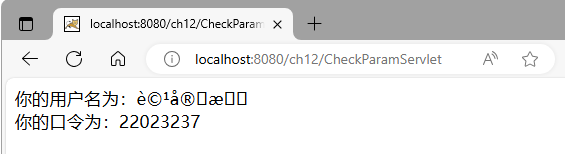 localhost:8080/ch12/CheckParam
localhost:8080/ch12/CheckParamServlet
你的用户名为：è©¹å®æ
你的口令为：22023237